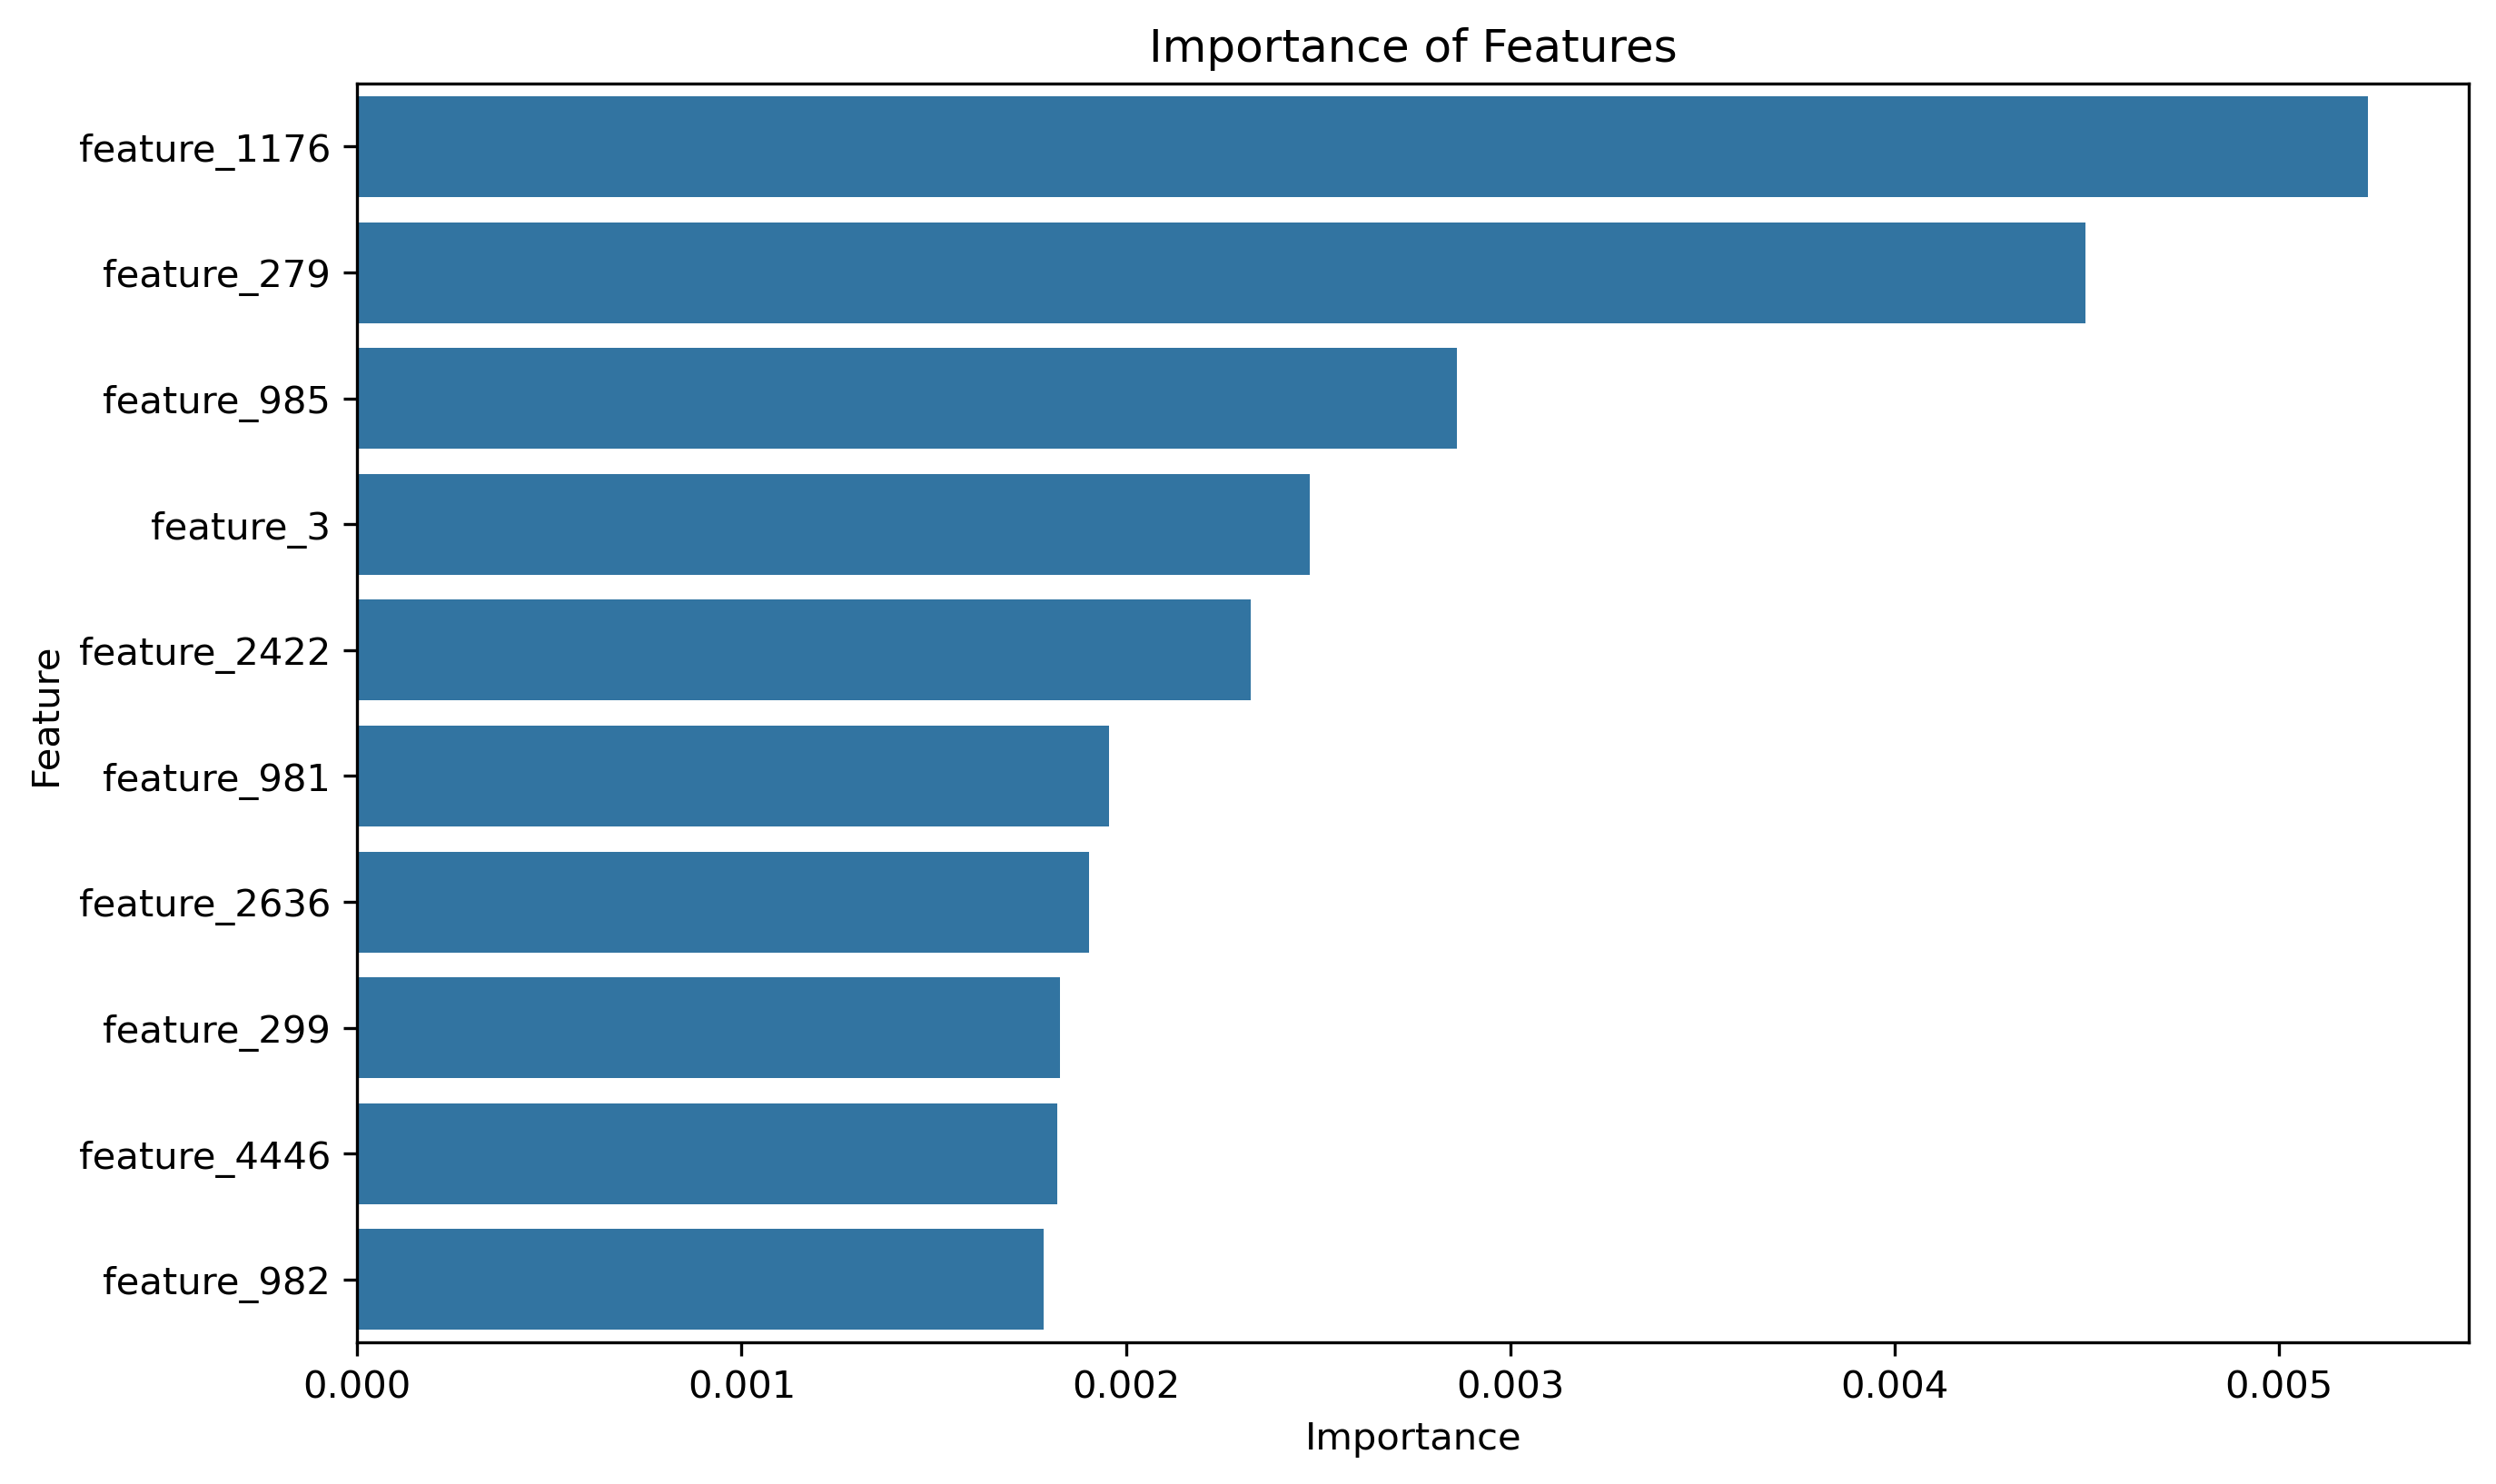 Importance of Features
feature_1176
feature_279
feature_985
feature_3
feature_2422
feature_981
feature_2636
feature_299
feature_4446
feature_982
Feature
0.000 0.001 0.002 0.003 0.004 0.005
Importance